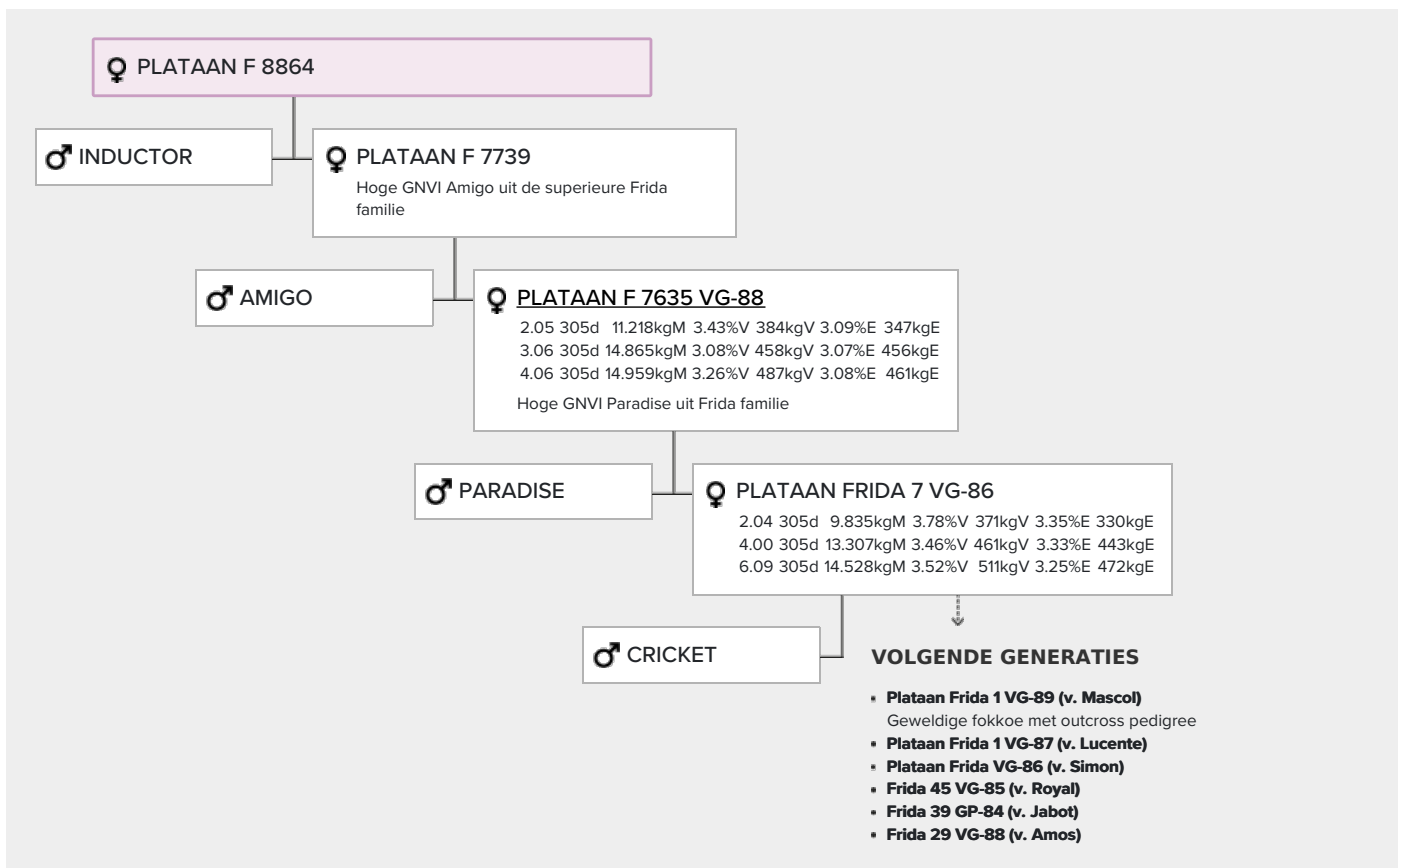 PLATAAN F 8864
INDUCTOR
PLATAAN F 7739
Hoge GNVI Amigo uit de superieure Frida
familie
AMIGO
PLATAAN F 7635 VG-88
2.05 305d 11.218kgM 3.43%V 384kgV 3.09%E 347kgE
3.06 305d 14.865kgM 3.08%V 458kgV 3.07%E 456kgE
4.06 305d 14.959kgM 3.26%V 487kgV 3.08%E 461kgE
Hoge GNVI Paradise uit Frida familie
PARADISE
PLATAAN FRIDA 7 VG-86
2.04 305d 9.835kgM 3.78%V 371kgV 3.35%E 330kgE
4.00 305d 13.307kgM 3.46%V 461kgV 3.33%E 443kgE
6.09 305d 14.528kgM 3.52%V 511kgV 3.25%E 472kgE
CRICKET
VOLGENDE GENERATIES
Plataan Frida 1 VG-89 (v. Mascol)
Geweldige fokkoe met outcross pedigree
Plataan Frida 1 VG-87 (v. Lucente)
Plataan Frida VG-86 (v. Simon)
Frida 45 VG-85 (v. Royal)
Frida 39 GP-84 (v. Jabot)
Frida 29 VG-88 (v. Amos)